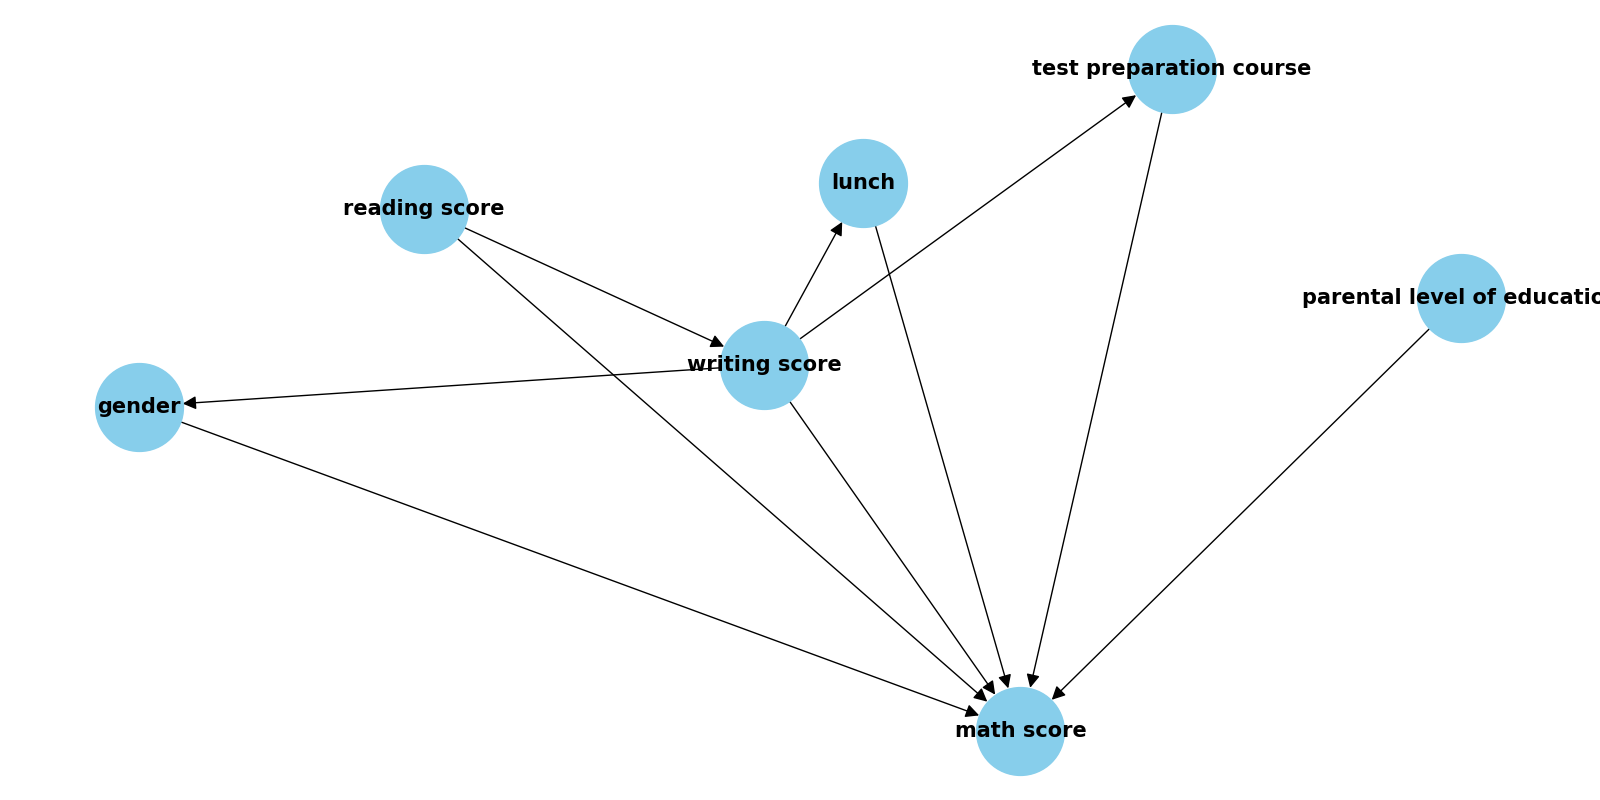 test preparation course
lunch
reading score
parental level of educatio
writing score
gender
math score